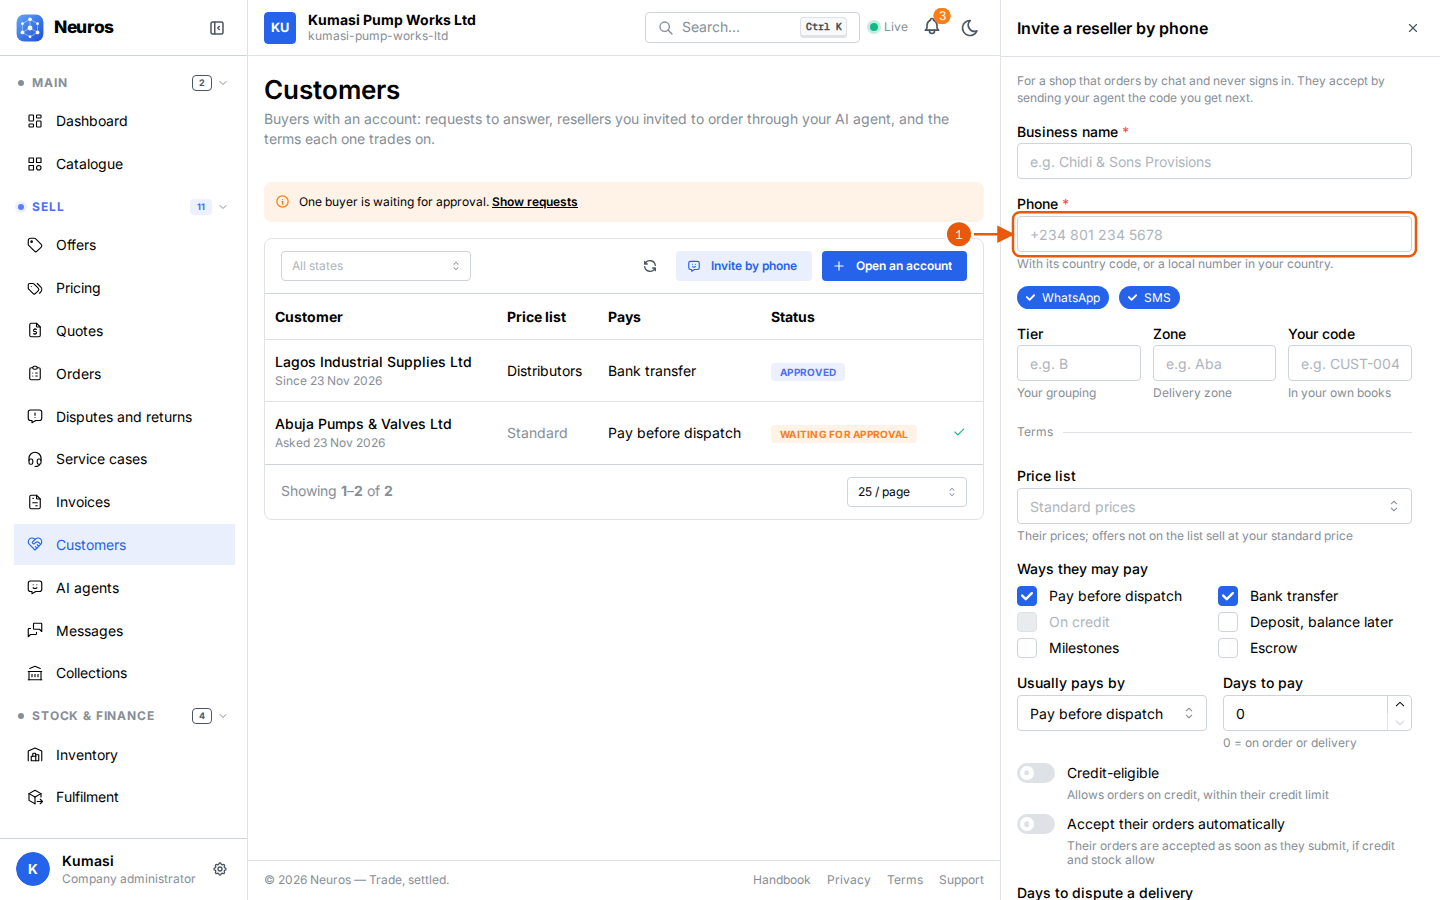 Neuros
MAIN
2
Dashboard
Catalogue
SELL
11
Offers
Pricing
Quotes
Orders
Disputes and returns
Service cases
Invoices
Customers
AI agents
Messages
Collections
STOCK & FINANCE
4
Inventory
Fulfilment
K
Kumasi
Company administrator
KU
Kumasi Pump Works Ltd
kumasi-pump-works-ltd
Search...
Ctrl K
Live
3
Customers
Buyers with an account: requests to answer, resellers you invited to order through your AI agent, and the
terms each one trades on.
One buyer is waiting for approval. Show requests
All states
Invite by phone
Open an account
Customer
Price list
Pays
Status
Lagos Industrial Supplies Ltd
Since 23 Nov 2026
Distributors
Bank transfer
APPROVED
Abuja Pumps & Valves Ltd
Asked 23 Nov 2026
Standard
Pay before dispatch
WAITING FOR APPROVAL
Showing 1–2 of 2
25 / page
© 2026 Neuros — Trade, settled.
Handbook
Privacy
Terms
Support
Invite a reseller by phone
For a shop that orders by chat and never signs in. They accept by
sending your agent the code you get next.
Business name *
e.g. Chidi & Sons Provisions
Phone *
1
+234 801 234 5678
With its country code, or a local number in your country.
WhatsApp
SMS
Tier
Zone
Your code
e.g. B
e.g. Aba
e.g. CUST-004
Your grouping
Delivery zone
In your own books
Terms
Price list
Standard prices
Their prices; offers not on the list sell at your standard price
Ways they may pay
Pay before dispatch
Bank transfer
On credit
Deposit, balance later
Milestones
Escrow
Usually pays by
Days to pay
Pay before dispatch
0
0 = on order or delivery
Credit-eligible
Allows orders on credit, within their credit limit
Accept their orders automatically
Their orders are accepted as soon as they submit, if credit
and stock allow
Days to dispute a delivery